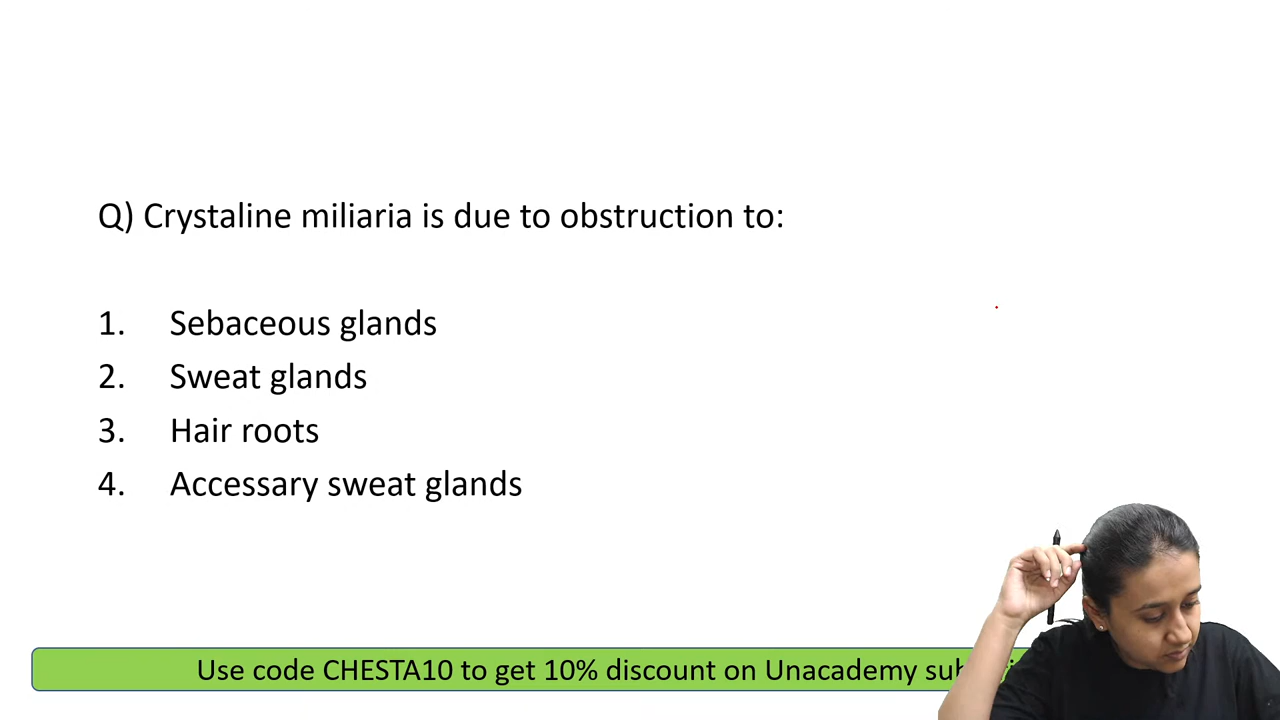 Q) Crystaline miliaria is due to obstruction to:
1. Sebaceous glands
2. Sweat glands
3. Hair roots
4. Accessary sweat glands
Use code CHESTA10 to get 10% discount on Unacademy